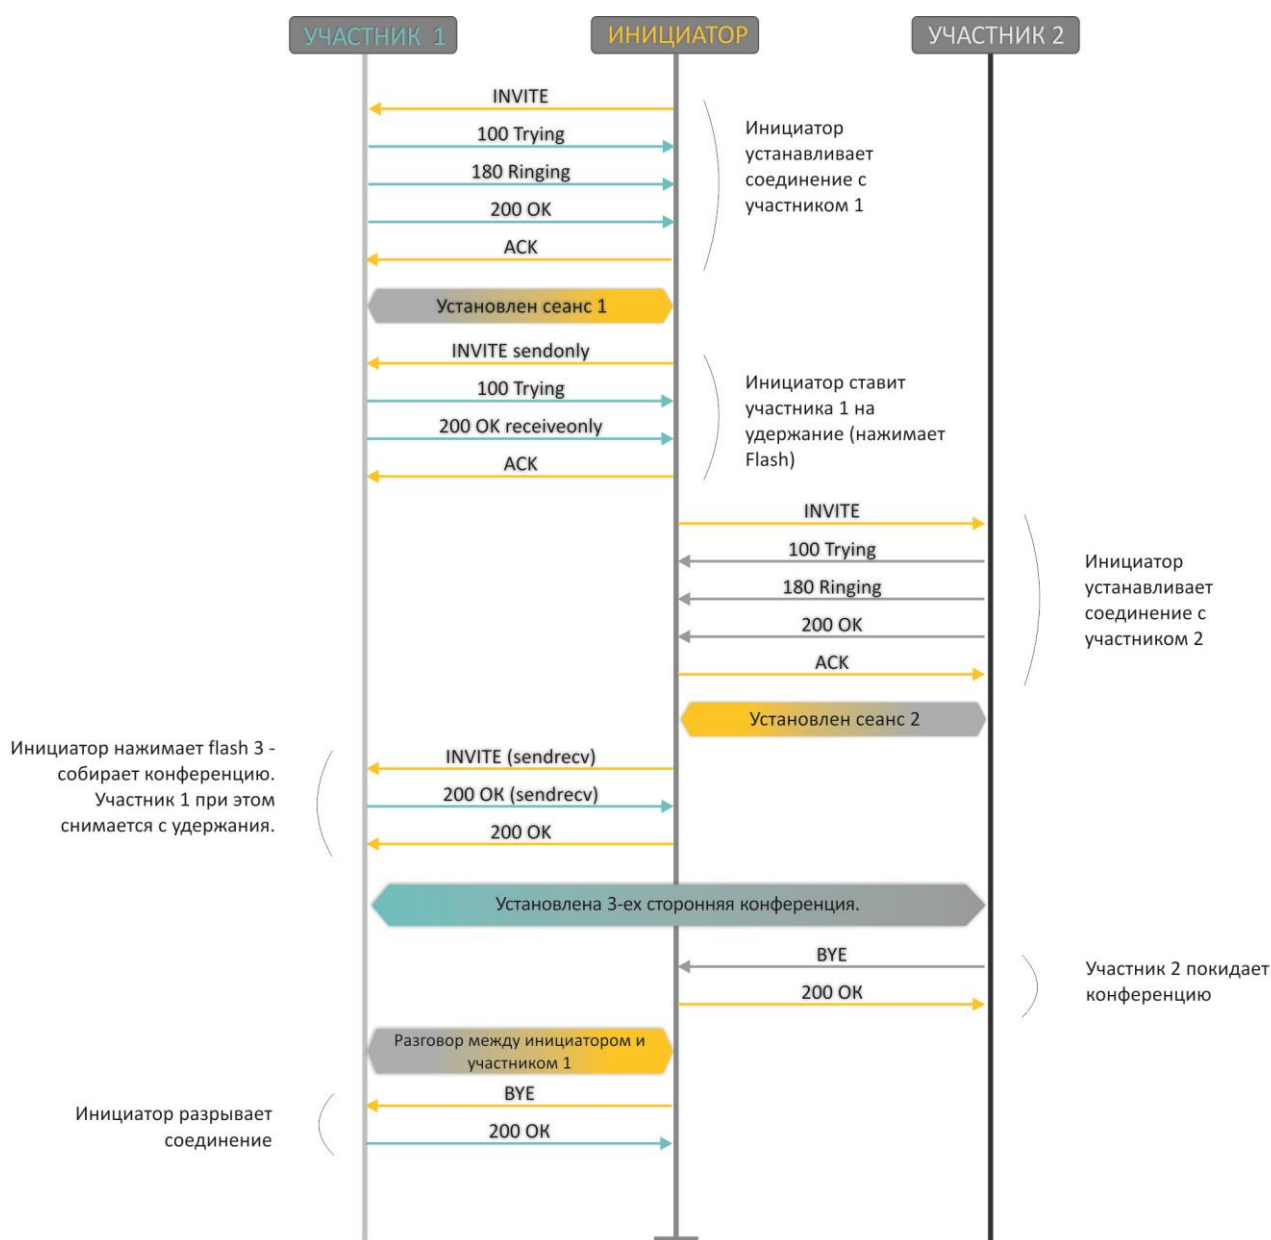 УЧАСТНИК 1
ИНИЦИАТОР
УЧАСТНИК 2
INVITE
100 Trying
180 Ringing
200 OK
ACK
Инициатор
устанавливает
соединение с
участником 1
Установлен сеанс 1
INVITE sendonly
100 Trying
200 OK receiveonly
ACK
Инициатор ставит
участника 1 на
удержание (нажимает
Flash)
INVITE
100 Trying
180 Ringing
200 OK
ACK
Инициатор
устанавливает
соединение с
участником 2
Установлен сеанс 2
Инициатор нажимает flash 3 -
собирает конференцию.
Участник 1 при этом
снимается с удержания.
INVITE (sendrecv)
200 OK (sendrecv)
200 OK
Установлена 3-ех сторонняя конференция.
BYE
200 OK
Участник 2 покидает
конференцию
Разговор между инициатором и
участником 1
BYE
200 OK
Инициатор разрывает
соединение